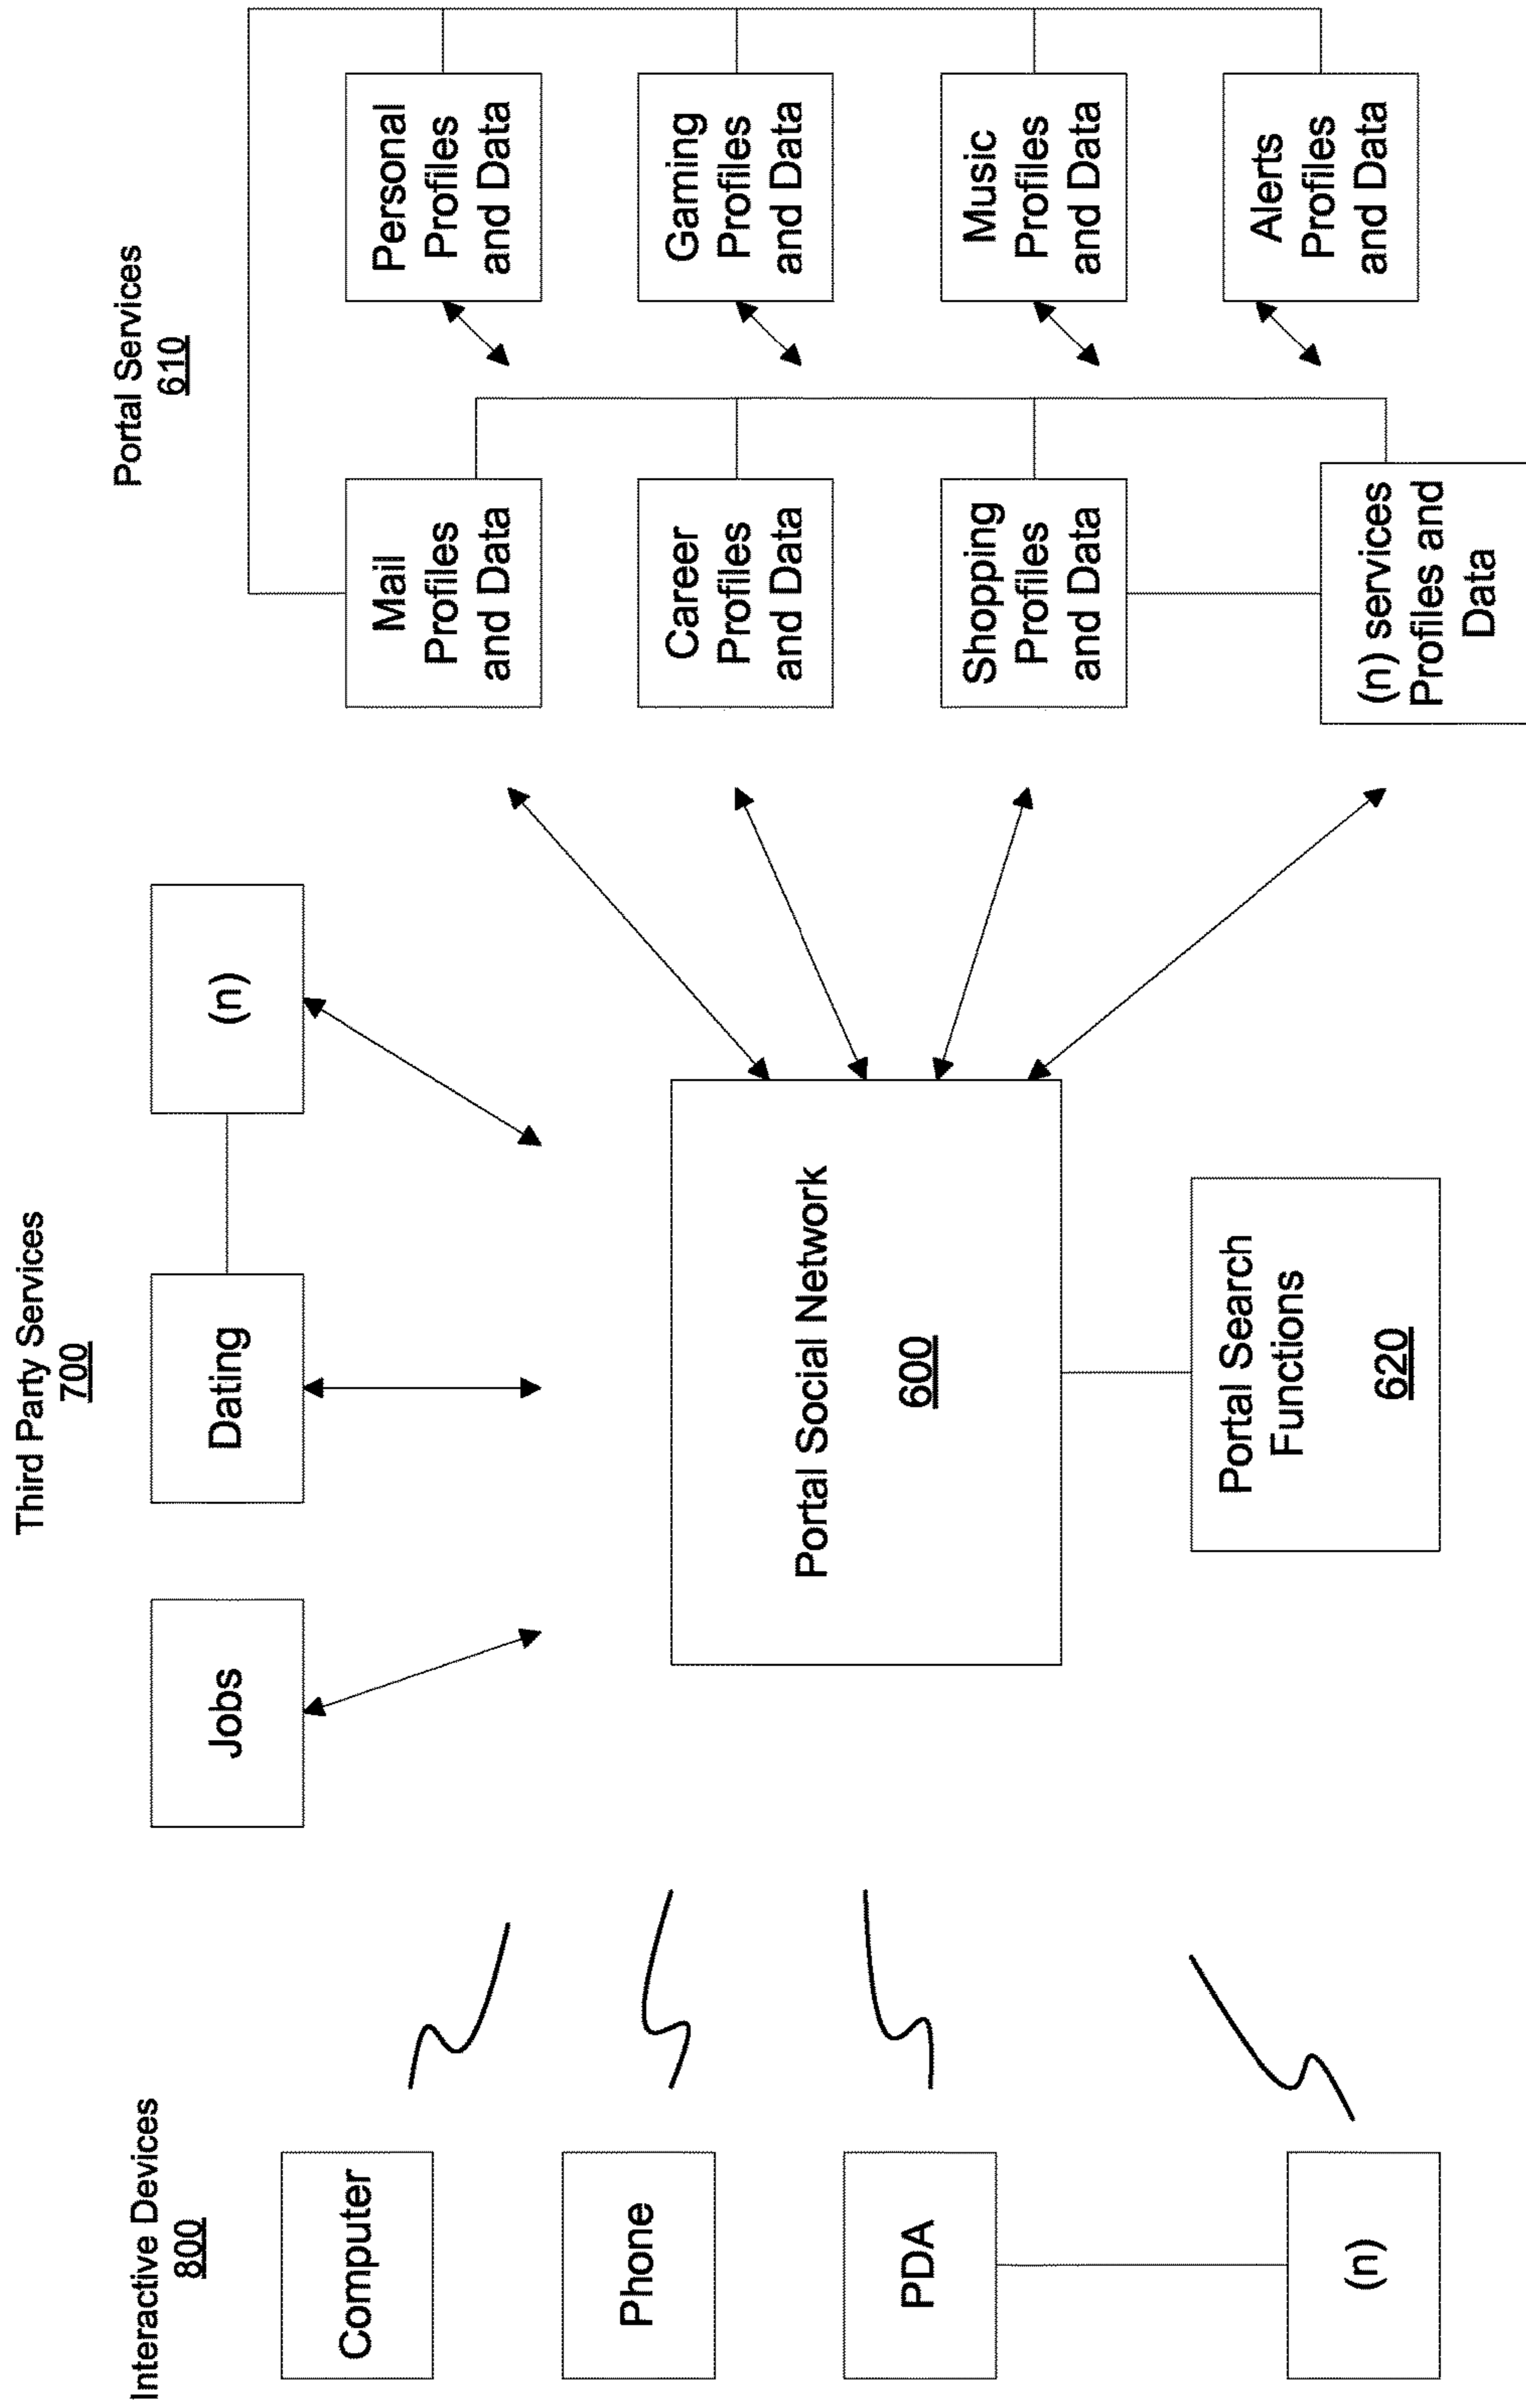 Interactive Devices
800
Computer
Phone
PDA
(n)
Third Party Services
700
Jobs
Dating
(n)
Portal Social Network
600
Portal Search
Functions
620
Portal Services
610
Mail
Profiles
and Data
Career
Profiles
and Data
Shopping
Profiles
and Data
(n) services
Profiles and
Data
Personal
Profiles
and Data
Gaming
Profiles
and Data
Music
Profiles
and Data
Alerts
Profiles
and Data